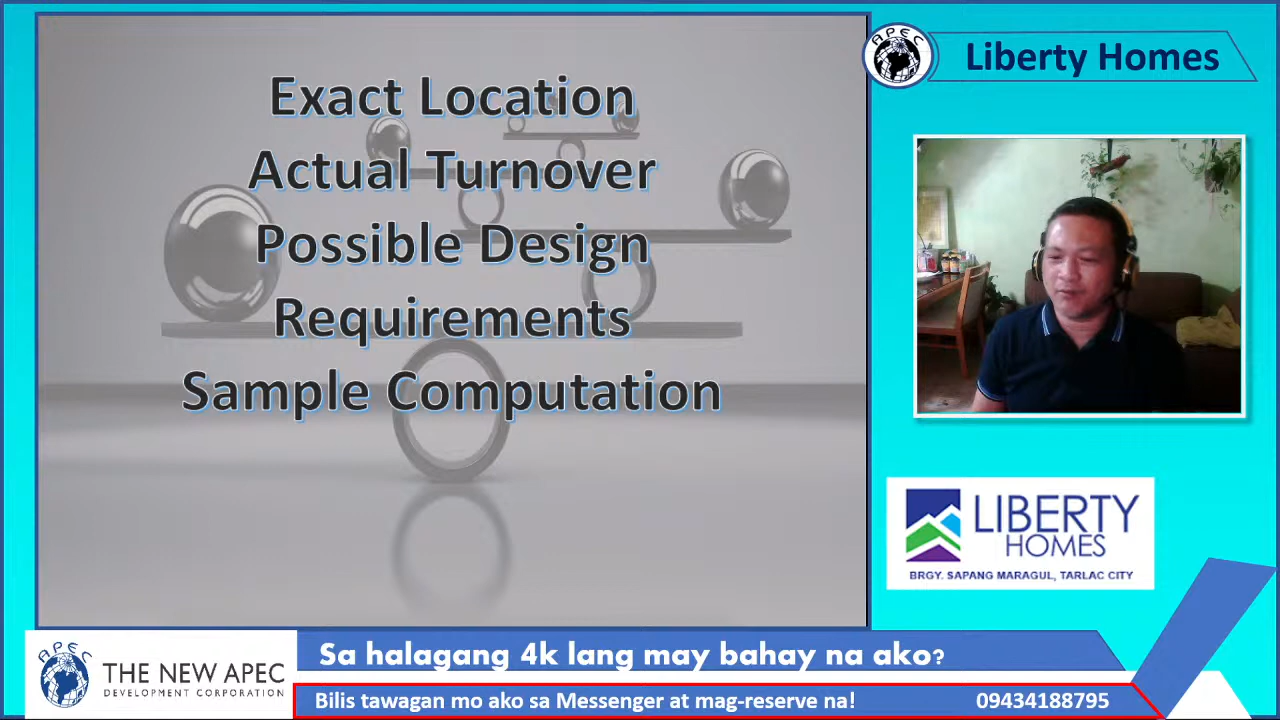 Exact Location
Actual Turnover
Possible Design
Requirements
Sample Computation
APEC
Liberty Homes
LIBERTY
HOMES
BRGY. SAPANG MARAGUL, TARLAC CITY
APEC
THE NEW APEC
DEVELOPMENT CORPORATION
Sa halagang 4k lang may bahay na ako?
Bilis tawagan mo ako sa Messenger at mag-reserve na! 09434188795